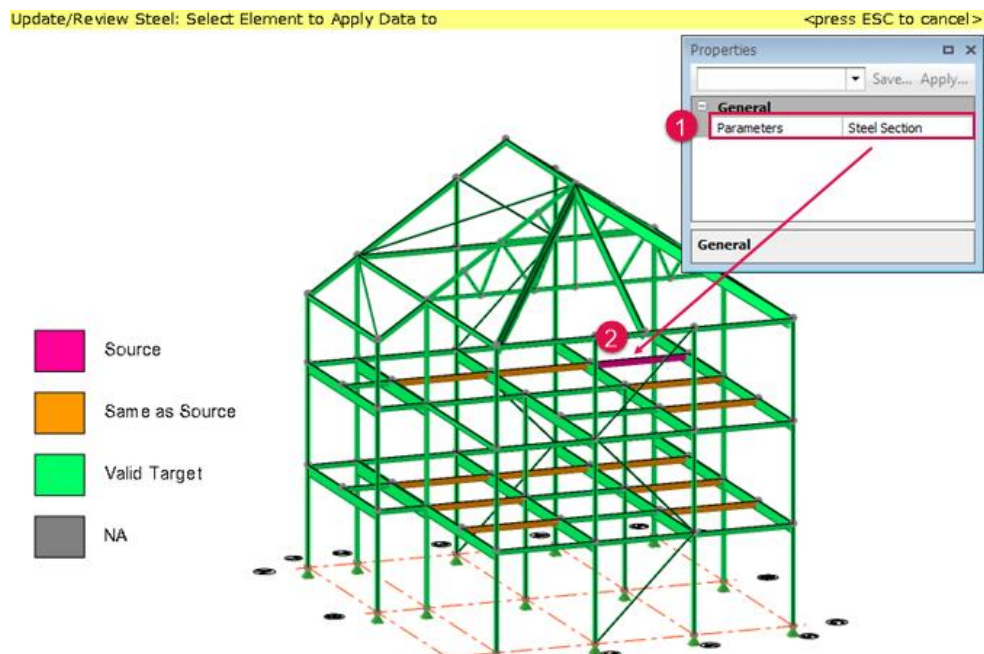 Update/Review Steel: Select Element to Apply Data to <press ESC to cancel>
Properties
Save... Apply...
General
1 Parameters Steel Section
General
2
Source
Same as Source
Valid Target
NA